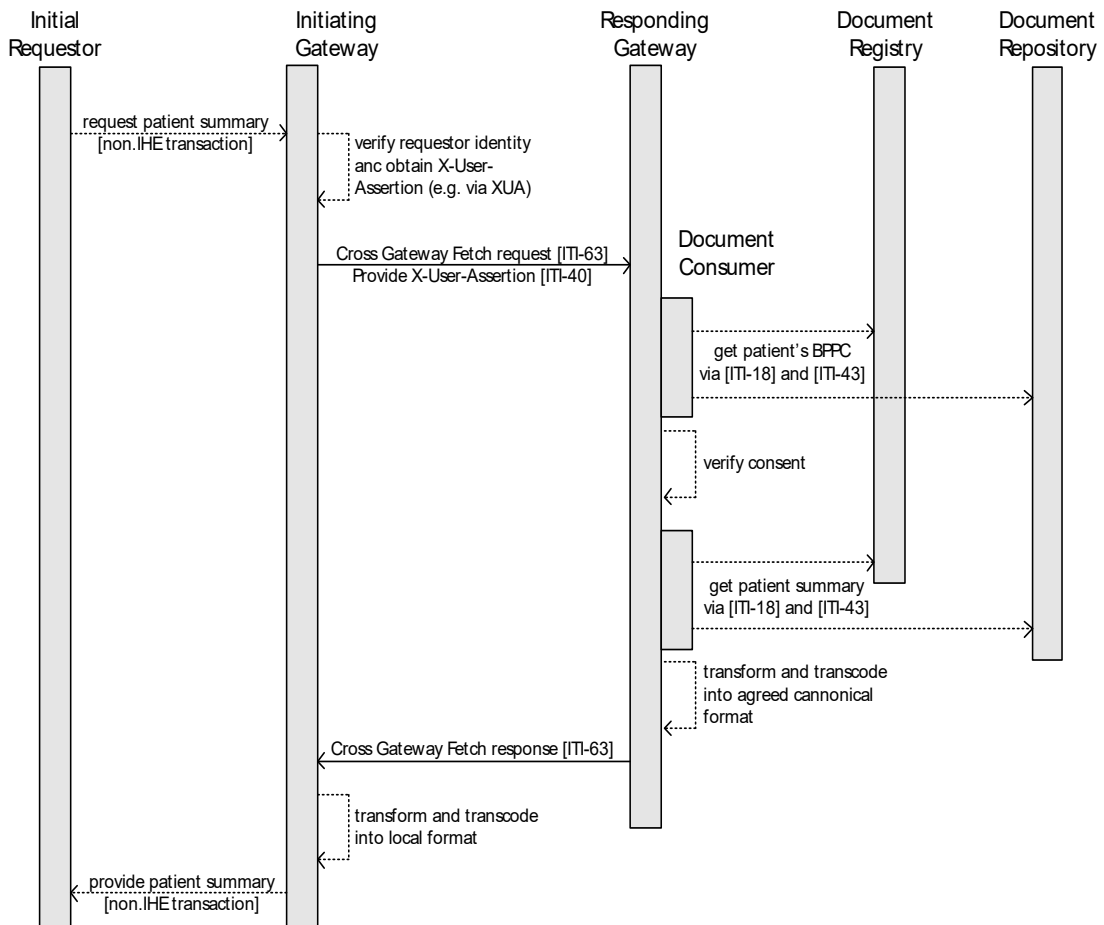 Initial
Requestor
Initiating
Gateway
Responding
Gateway
Document
Registry
Document
Repository
request patient summary
[non.IHE transaction]
verify requestor identity
anc obtain X-User-
Assertion (e.g. via XUA)
Cross Gateway Fetch request [ITI-63]
Provide X-User-Assertion [ITI-40]
Document
Consumer
get patient’s BPPC
via [ITI-18] and [ITI-43]
verify consent
get patient summary
via [ITI-18] and [ITI-43]
transform and transcode
into agreed cannonical
format
Cross Gateway Fetch response [ITI-63]
transform and transcode
into local format
provide patient summary
[non.IHE transaction]